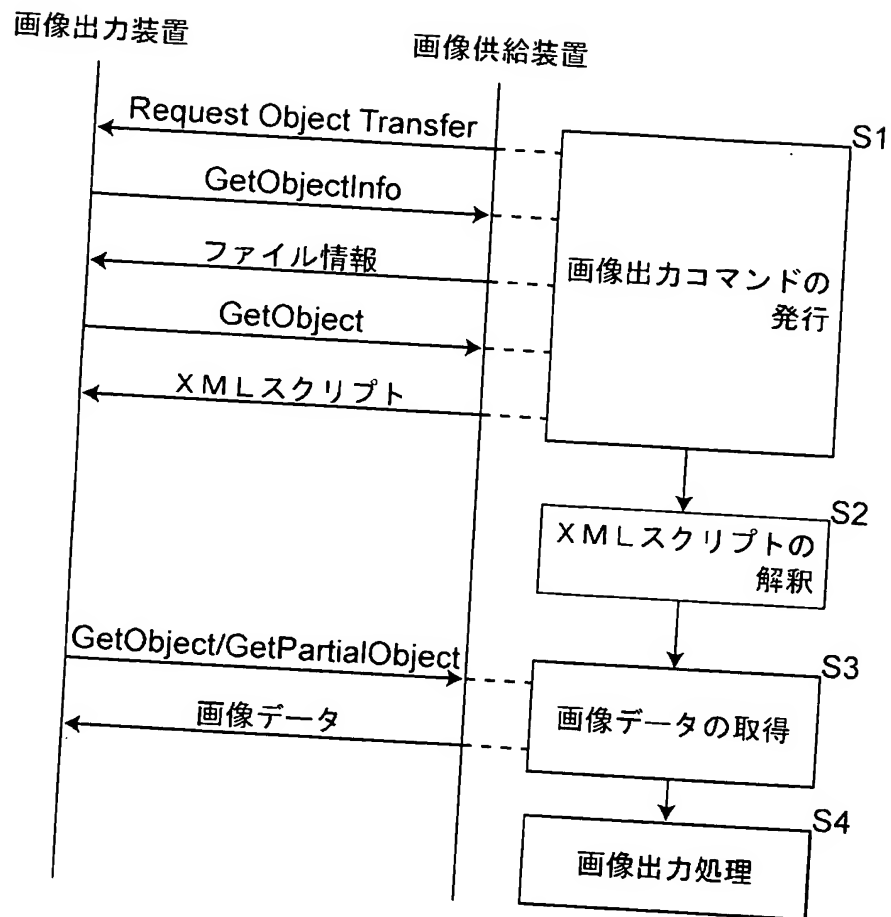 画像出力装置
画像供給装置
Request Object Transfer
S1
GetObjectInfo
ファイル情報
画像出力コマンドの
発行
GetObject
XMLスクリプト
S2
XMLスクリプトの
解釈
GetObject/GetPartialObject
S3
画像データ
画像データの取得
S4
画像出力処理